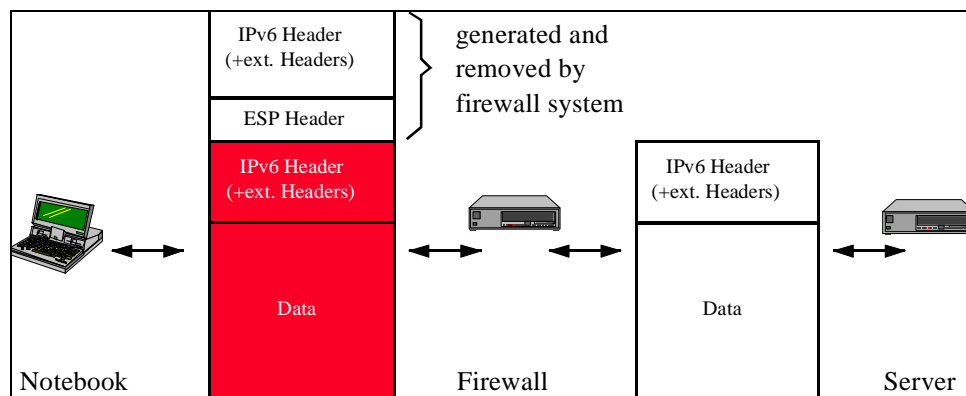 IPv6 Header
(+ext. Headers)
ESP Header
IPv6 Header
(+ext. Headers)
Data
generated and
removed by
firewall system
IPv6 Header
(+ext. Headers)
Data
Notebook
Firewall
Server